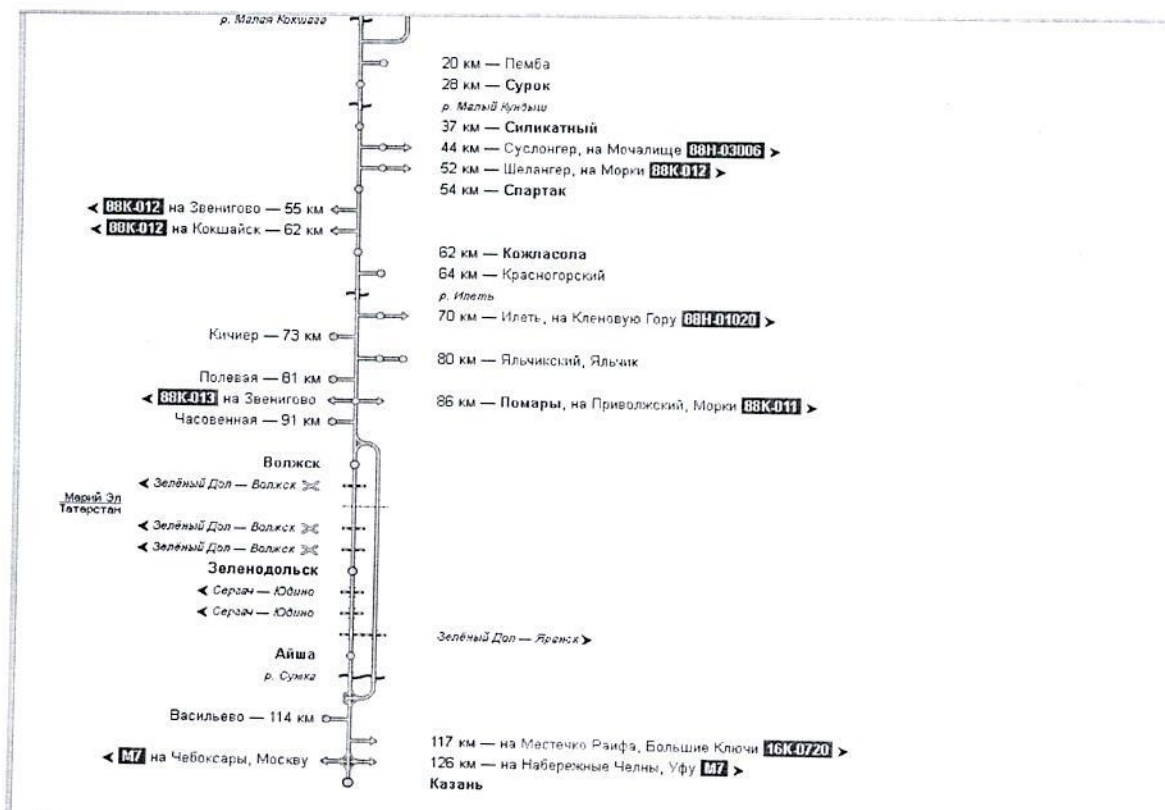 р. Малая Кокшага
20 км — Пемба
28 км — Сурок
р. Малый Кундыш
37 км — Силикатный
44 км — Суслонгер, на Мочалище 88Н-03006
52 км — Шелангер, на Морки 88К-012
54 км — Спартак
88К-012 на Звенигово — 55 км
88К-012 на Кокшайск — 62 км
62 км — Кожласола
64 км — Красногорский
р. Илеть
70 км — Илеть, на Кленовую Гору 88Н-01020
Кичиер — 73 км
80 км — Яльчикский, Яльчик
Полевая — 81 км
88К-013 на Звенигово
86 км — Помары, на Приволжский, Морки 88К-011
Часовенная — 91 км
Волжск
Зелёный Дол — Волжск
Марий Эл
Татарстан
Зелёный Дол — Волжск
Зелёный Дол — Волжск
Зеленодольск
Сергач — Юдино
Сергач — Юдино
Зелёный Дол — Яранск
Айша
р. Сумка
Васильево — 114 км
117 км — на Местечко Раифа, Большие Ключи 16К-0720
М7 на Чебоксары, Москву
126 км — на Набережные Челны, Уфу М7
Казань